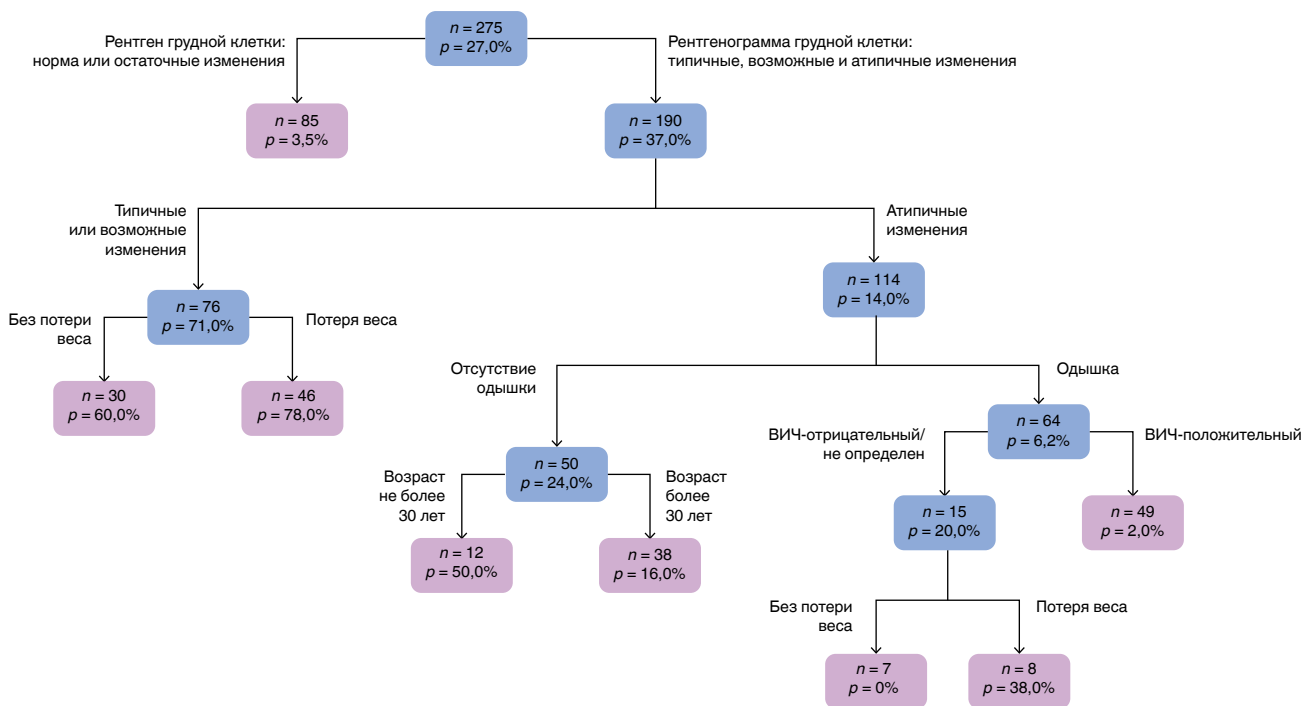 n = 275
p = 27,0%
Рентген грудной клетки:
норма или остаточные изменения
Рентгенограмма грудной клетки:
типичные, возможные и атипичные изменения
n = 85
p = 3,5%
n = 190
p = 37,0%
Типичные
или возможные
изменения
Атипичные
изменения
n = 76
p = 71,0%
n = 114
p = 14,0%
Без потери
веса
Потеря веса
n = 30
p = 60,0%
n = 46
p = 78,0%
Отсутствие
одышки
Одышка
n = 50
p = 24,0%
n = 64
p = 6,2%
Возраст
не более
30 лет
Возраст
более
30 лет
ВИЧ-отрицательный/
не определен
ВИЧ-положительный
n = 12
p = 50,0%
n = 38
p = 16,0%
n = 15
p = 20,0%
n = 49
p = 2,0%
Без потери
веса
Потеря веса
n = 7
p = 0%
n = 8
p = 38,0%